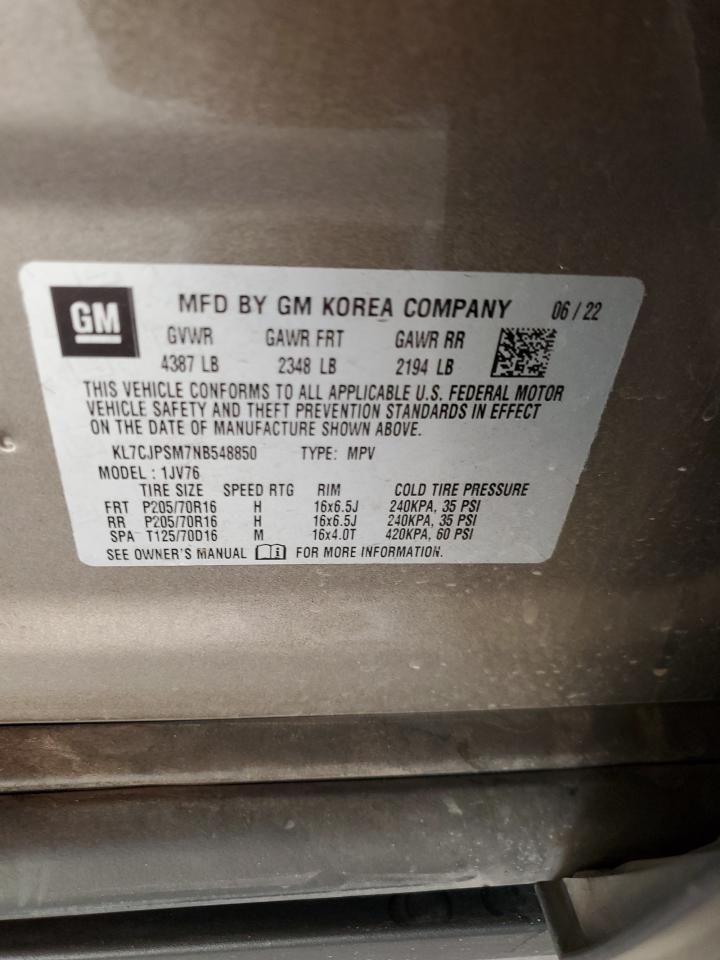 GM
MFD BY GM KOREA COMPANY 06 / 22
GVWR GAWR FRT GAWR RR
4387 LB 2348 LB 2194 LB
THIS VEHICLE CONFORMS TO ALL APPLICABLE U.S. FEDERAL MOTOR
VEHICLE SAFETY AND THEFT PREVENTION STANDARDS IN EFFECT
ON THE DATE OF MANUFACTURE SHOWN ABOVE.
KL7CJPSM7NB548850 TYPE: MPV
MODEL : 1JV76
TIRE SIZE SPEED RTG RIM COLD TIRE PRESSURE
FRT P205/70R16 H 16x6.5J 240KPA, 35 PSI
RR P205/70R16 H 16x6.5J 240KPA, 35 PSI
SPA T125/70D16 M 16x4.0T 420KPA, 60 PSI
SEE OWNER'S MANUAL i FOR MORE INFORMATION.